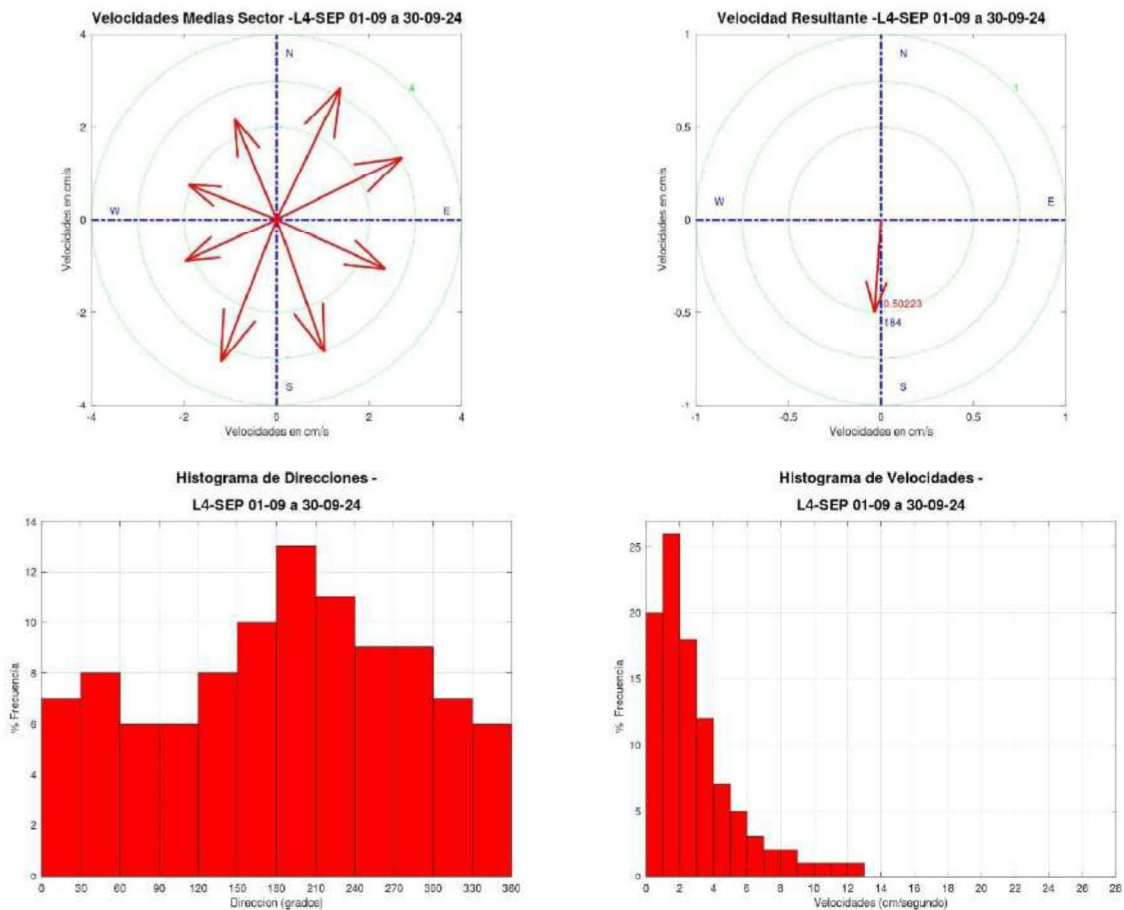 Velocidades Medias Sector -L4-SEP 01-09 a 30-09-24
4
2
0
-2
-4
Velocidades en cm/s
N
4
W
E
S
-4
-2
0
2
4
Velocidades en cm/s
Velocidad Resultante -L4-SEP 01-09 a 30-09-24
1
0.5
0
-0.5
-1
Velocidades en cm/s
N
W
E
0.50223
184
S
-1
-0.5
0
0.5
1
Velocidades en cm/s
Histograma de Direcciones -
L4-SEP 01-09 a 30-09-24
14
12
10
8
6
4
2
0
% Frecuencia
0
30
60
90
120
150
180
210
240
270
300
330
360
Direccion (grados)
Histograma de Velocidades -
L4-SEP 01-09 a 30-09-24
25
20
15
10
5
0
% Frecuencia
0
2
4
6
8
10
12
14
16
18
20
22
24
26
28
Velocidades (cm/segundo)